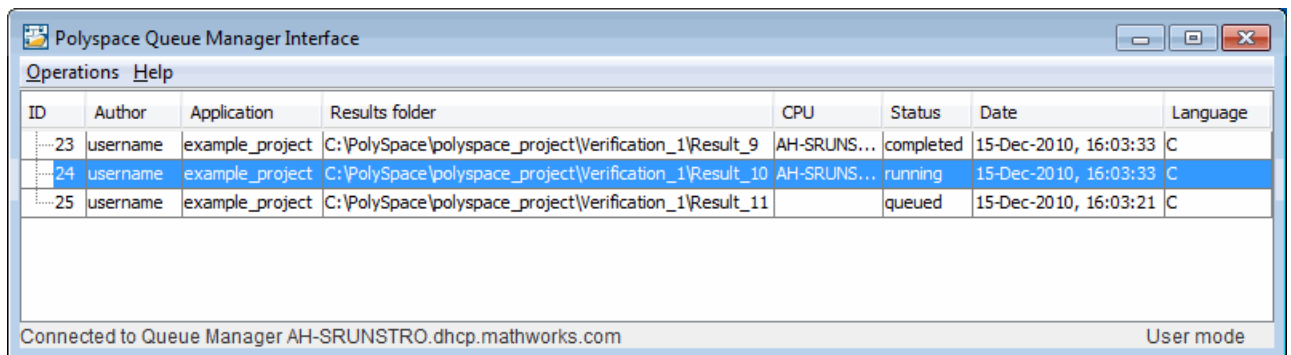 Polyspace Queue Manager Interface
Operations Help
ID Author Application Results folder CPU Status Date Language
23 username example_project C:\PolySpace\polyspace_project\Verification_1\Result_9 AH-SRUNS... completed 15-Dec-2010, 16:03:33 C
24 username example_project C:\PolySpace\polyspace_project\Verification_1\Result_10 AH-SRUNS... running 15-Dec-2010, 16:03:33 C
25 username example_project C:\PolySpace\polyspace_project\Verification_1\Result_11 queued 15-Dec-2010, 16:03:21 C
Connected to Queue Manager AH-SRUNSTRO.dhcp.mathworks.com User mode